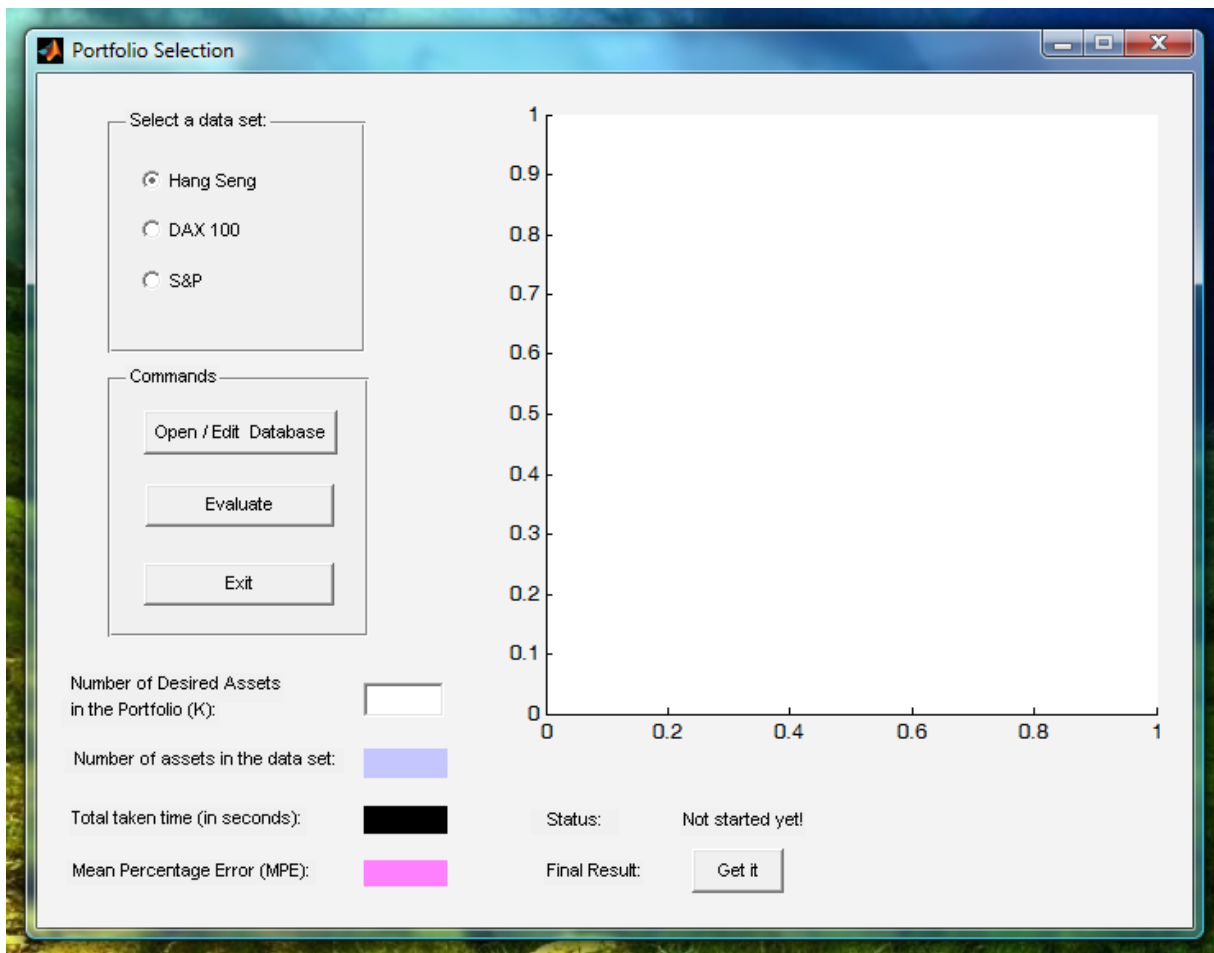 Portfolio Selection
Select a data set:
Hang Seng
DAX 100
S&P
Commands
Open / Edit Database
Evaluate
Exit
Number of Desired Assets
in the Portfolio (K):
Number of assets in the data set:
Total taken time (in seconds):
Mean Percentage Error (MPE):
1
0.9
0.8
0.7
0.6
0.5
0.4
0.3
0.2
0.1
0
0 0.2 0.4 0.6 0.8 1
Status: Not started yet!
Final Result: Get it